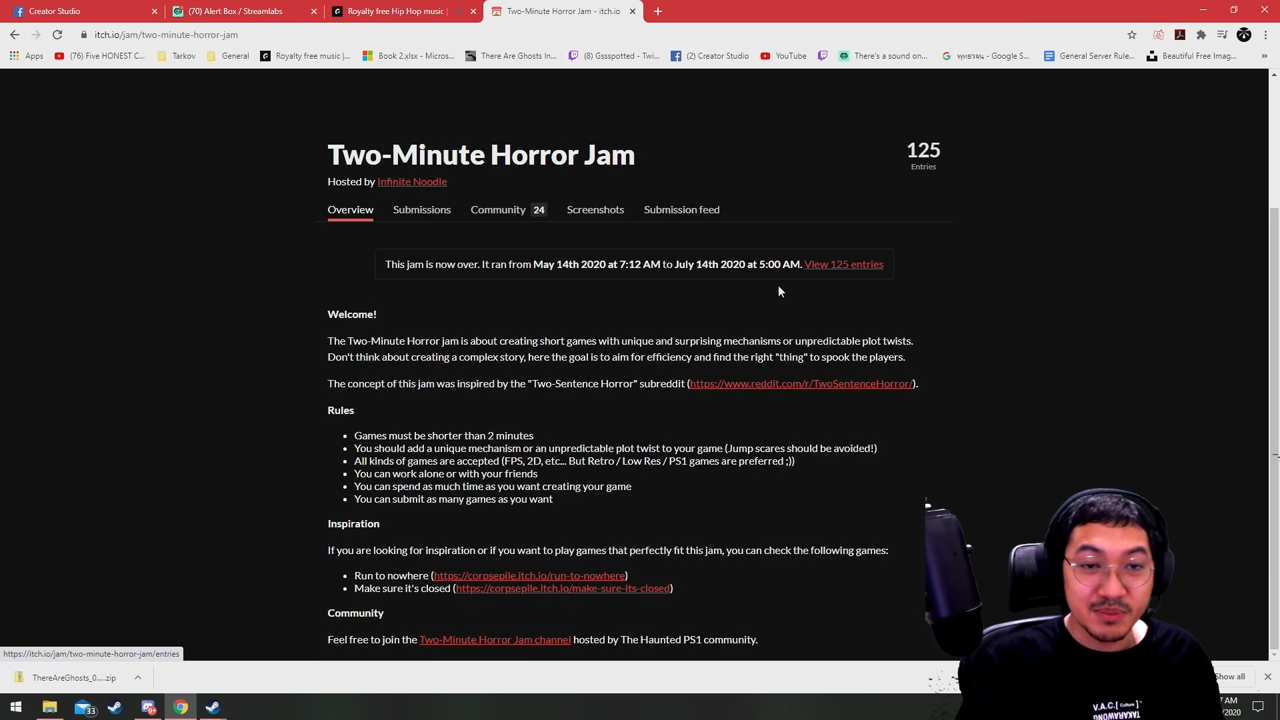 Creator Studio
(70) Alert Box / Streamlabs
Royalty free Hip Hop music |
Two-Minute Horror Jam - itch.io
itch.io/jam/two-minute-horror-jam
Apps
(76) Five HONEST C...
Tarkov
General
Royalty free music |...
Book 2.xlsx - Micros...
There Are Ghosts In...
(8) Gssspotted - Twi...
(2) Creator Studio
YouTube
There's a sound on...
General Server Rule...
Beautiful Free Imag...
Two-Minute Horror Jam
125
Entries
Hosted by Infinite Noodle
Overview Submissions Community 24 Screenshots Submission feed
This jam is now over. It ran from May 14th 2020 at 7:12 AM to July 14th 2020 at 5:00 AM. View 125 entries
Welcome!
The Two-Minute Horror jam is about creating short games with unique and surprising mechanisms or unpredictable plot twists.
Don't think about creating a complex story, here the goal is to aim for efficiency and find the right "thing" to spook the players.
The concept of this jam was inspired by the "Two-Sentence Horror" subreddit (https://www.reddit.com/r/TwoSentenceHorror/).
Rules
• Games must be shorter than 2 minutes
• You should add a unique mechanism or an unpredictable plot twist to your game (Jump scares should be avoided!)
• All kinds of games are accepted (FPS, 2D, etc... But Retro / Low Res / PS1 games are preferred ;))
• You can work alone or with your friends
• You can spend as much time as you want creating your game
• You can submit as many games as you want
Inspiration
If you are looking for inspiration or if you want to play games that perfectly fit this jam, you can check the following games:
• Run to nowhere (https://corpsepile.itch.io/run-to-nowhere)
• Make sure it's closed (https://corpsepile.itch.io/make-sure-its-closed)
Community
Feel free to join the Two-Minute Horror Jam channel hosted by The Haunted PS1 community.
https://itch.io/jam/two-minute-horror-jam/entries
ThereAreGhosts_0....zip
Show all
33
7 AM
/2020
V.A.C.[Culture]